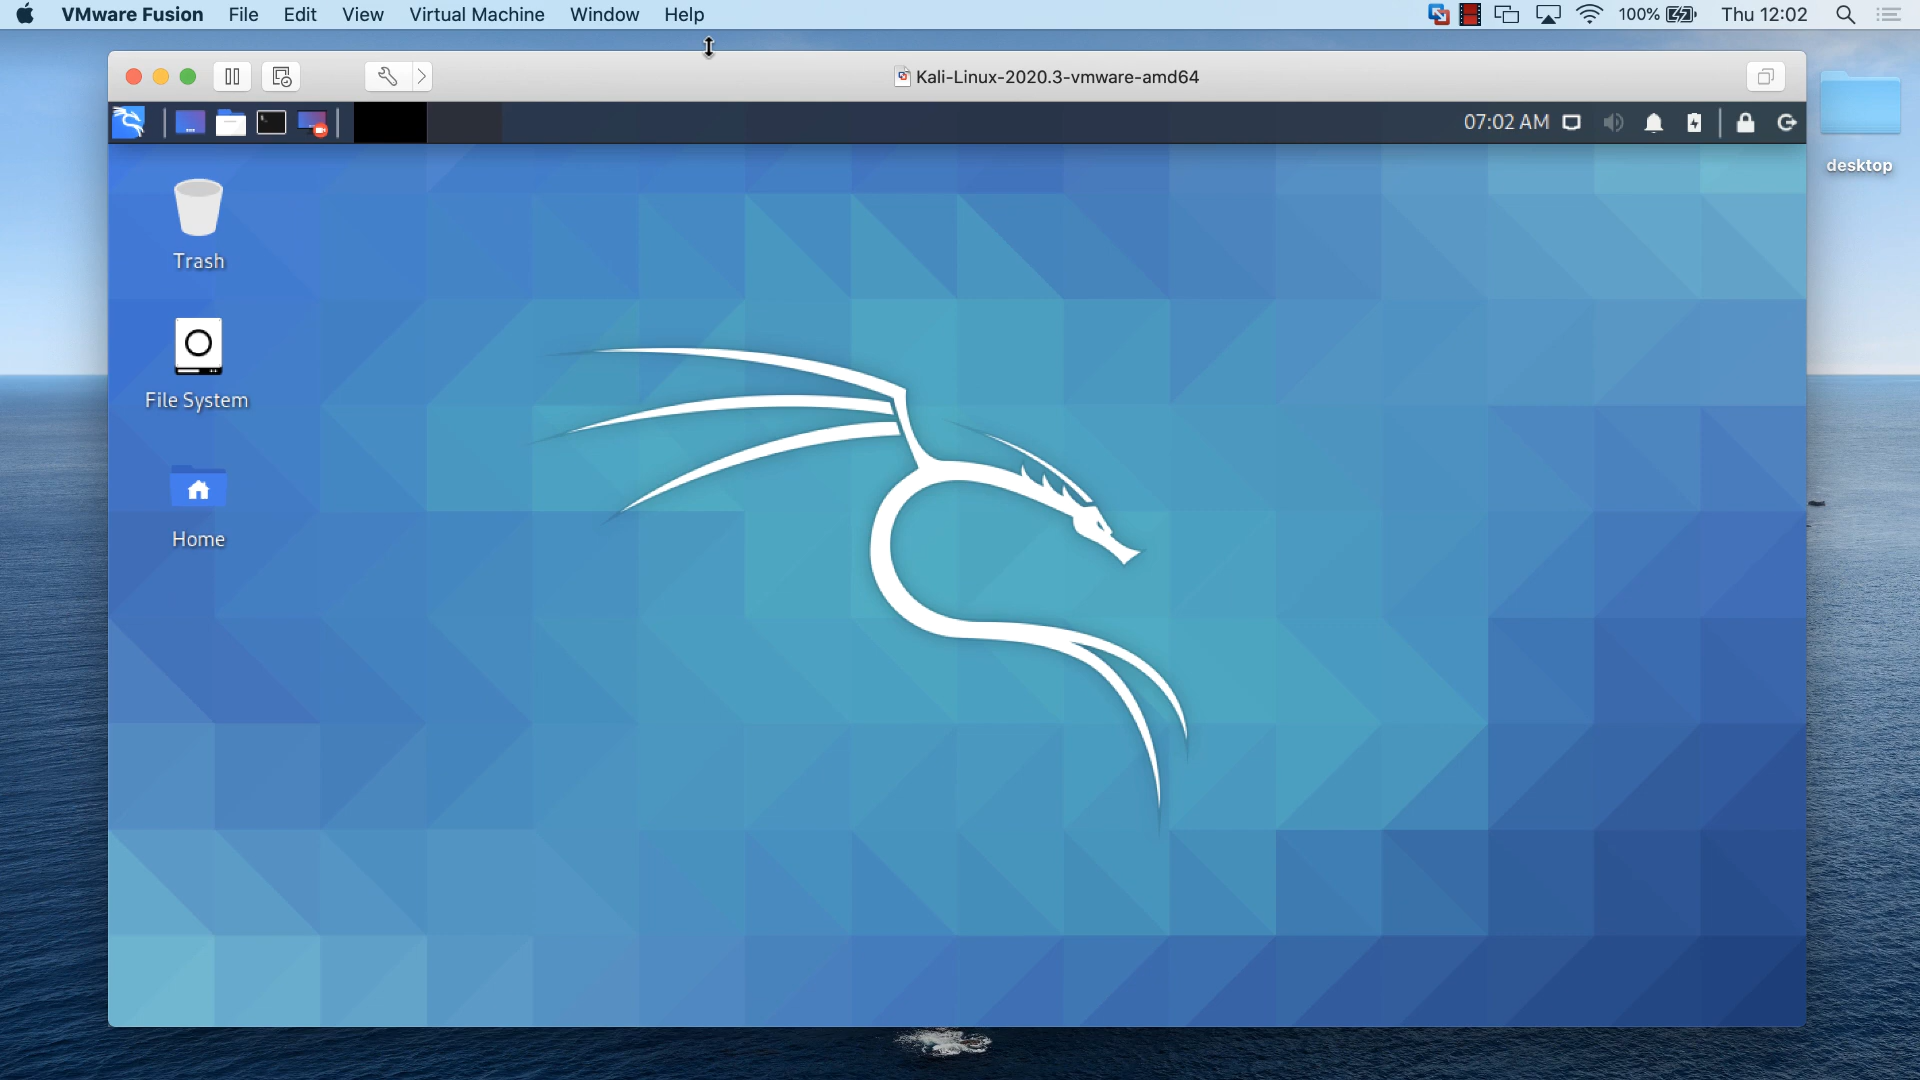 VMware Fusion File Edit View Virtual Machine Window Help 100% Thu 12:02
Kali-Linux-2020.3-vmware-amd64
07:02 AM
desktop
Trash
File System
Home